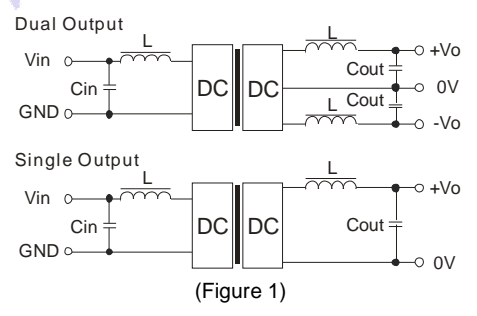 Dual Output
L
Vin
Cin
GND
DC DC
L
+Vo
Cout
0V
Cout
L
-Vo
Single Output
L
Vin
Cin
GND
DC DC
L
+Vo
Cout
0V
(Figure 1)